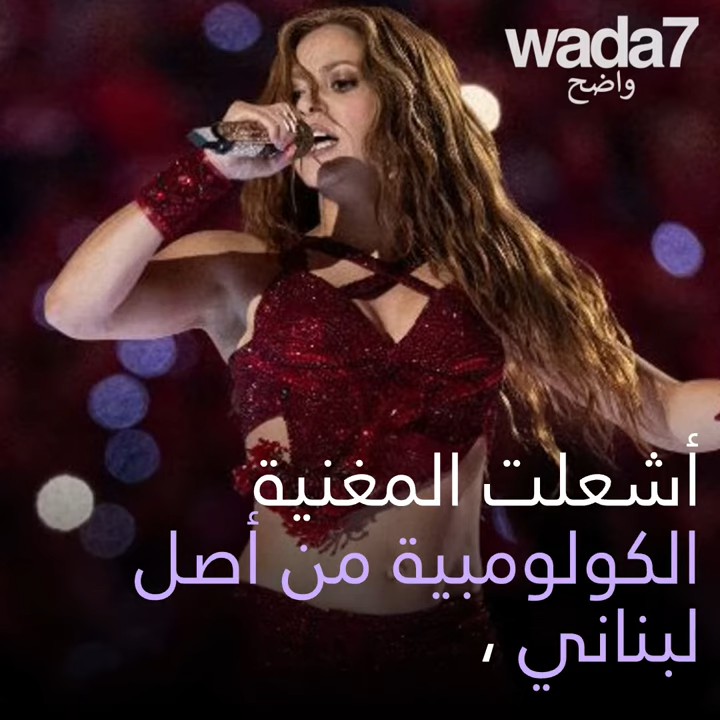 wada7
واضح
أشعلت المغنية
الكولومبية من أصل
لبناني ,